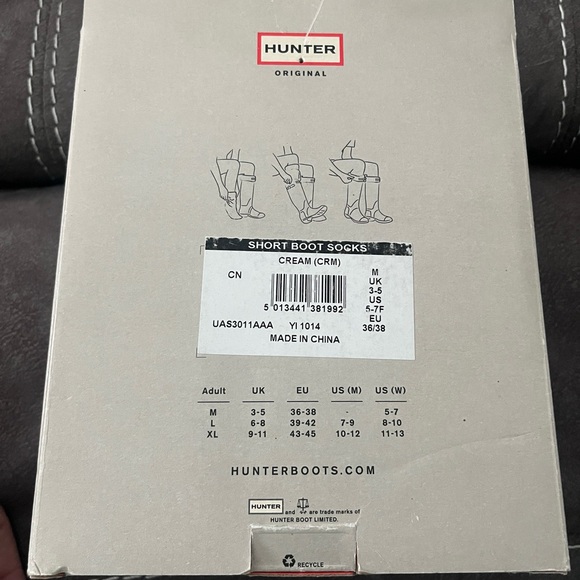 HUNTER
ORIGINAL
SHORT BOOT SOCKS
CREAM (CRM)
CN
5 013441 381992
UAS3011AAA YI 1014
MADE IN CHINA
M
UK
3-5
US
5-7F
EU
36/38
Adult UK EU US (M) US (W)
M 3-5 36-38 - 5-7
L 6-8 39-42 7-9 8-10
XL 9-11 43-45 10-12 11-13
HUNTERBOOTS.COM
HUNTER and are trade marks of
HUNTER BOOT LIMITED.
RECYCLE